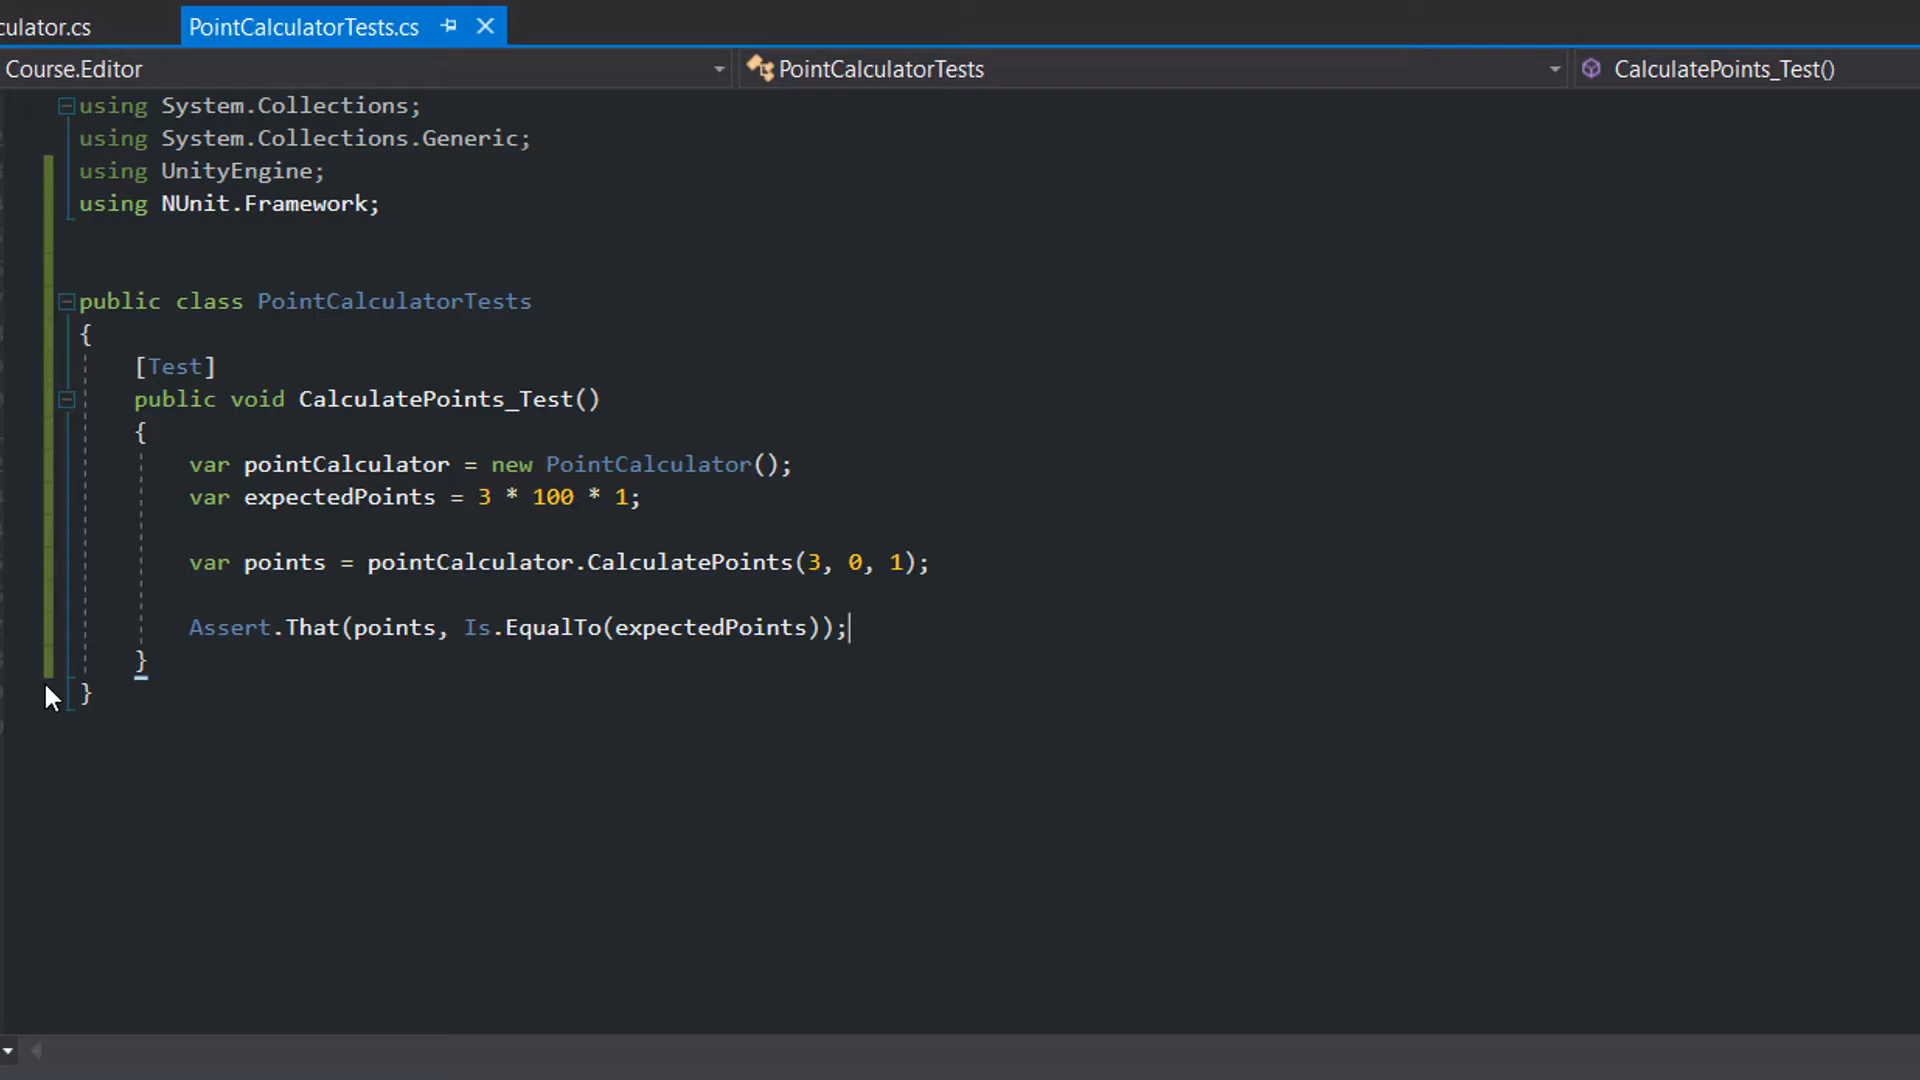 culator.cs
PointCalculatorTests.cs
Course.Editor
PointCalculatorTests
CalculatePoints_Test()
using System.Collections;
using System.Collections.Generic;
using UnityEngine;
using NUnit.Framework;
public class PointCalculatorTests
{
[Test]
public void CalculatePoints_Test()
{
var pointCalculator = new PointCalculator();
var expectedPoints = 3 * 100 * 1;
var points = pointCalculator.CalculatePoints(3, 0, 1);
Assert.That(points, Is.EqualTo(expectedPoints));
}
}